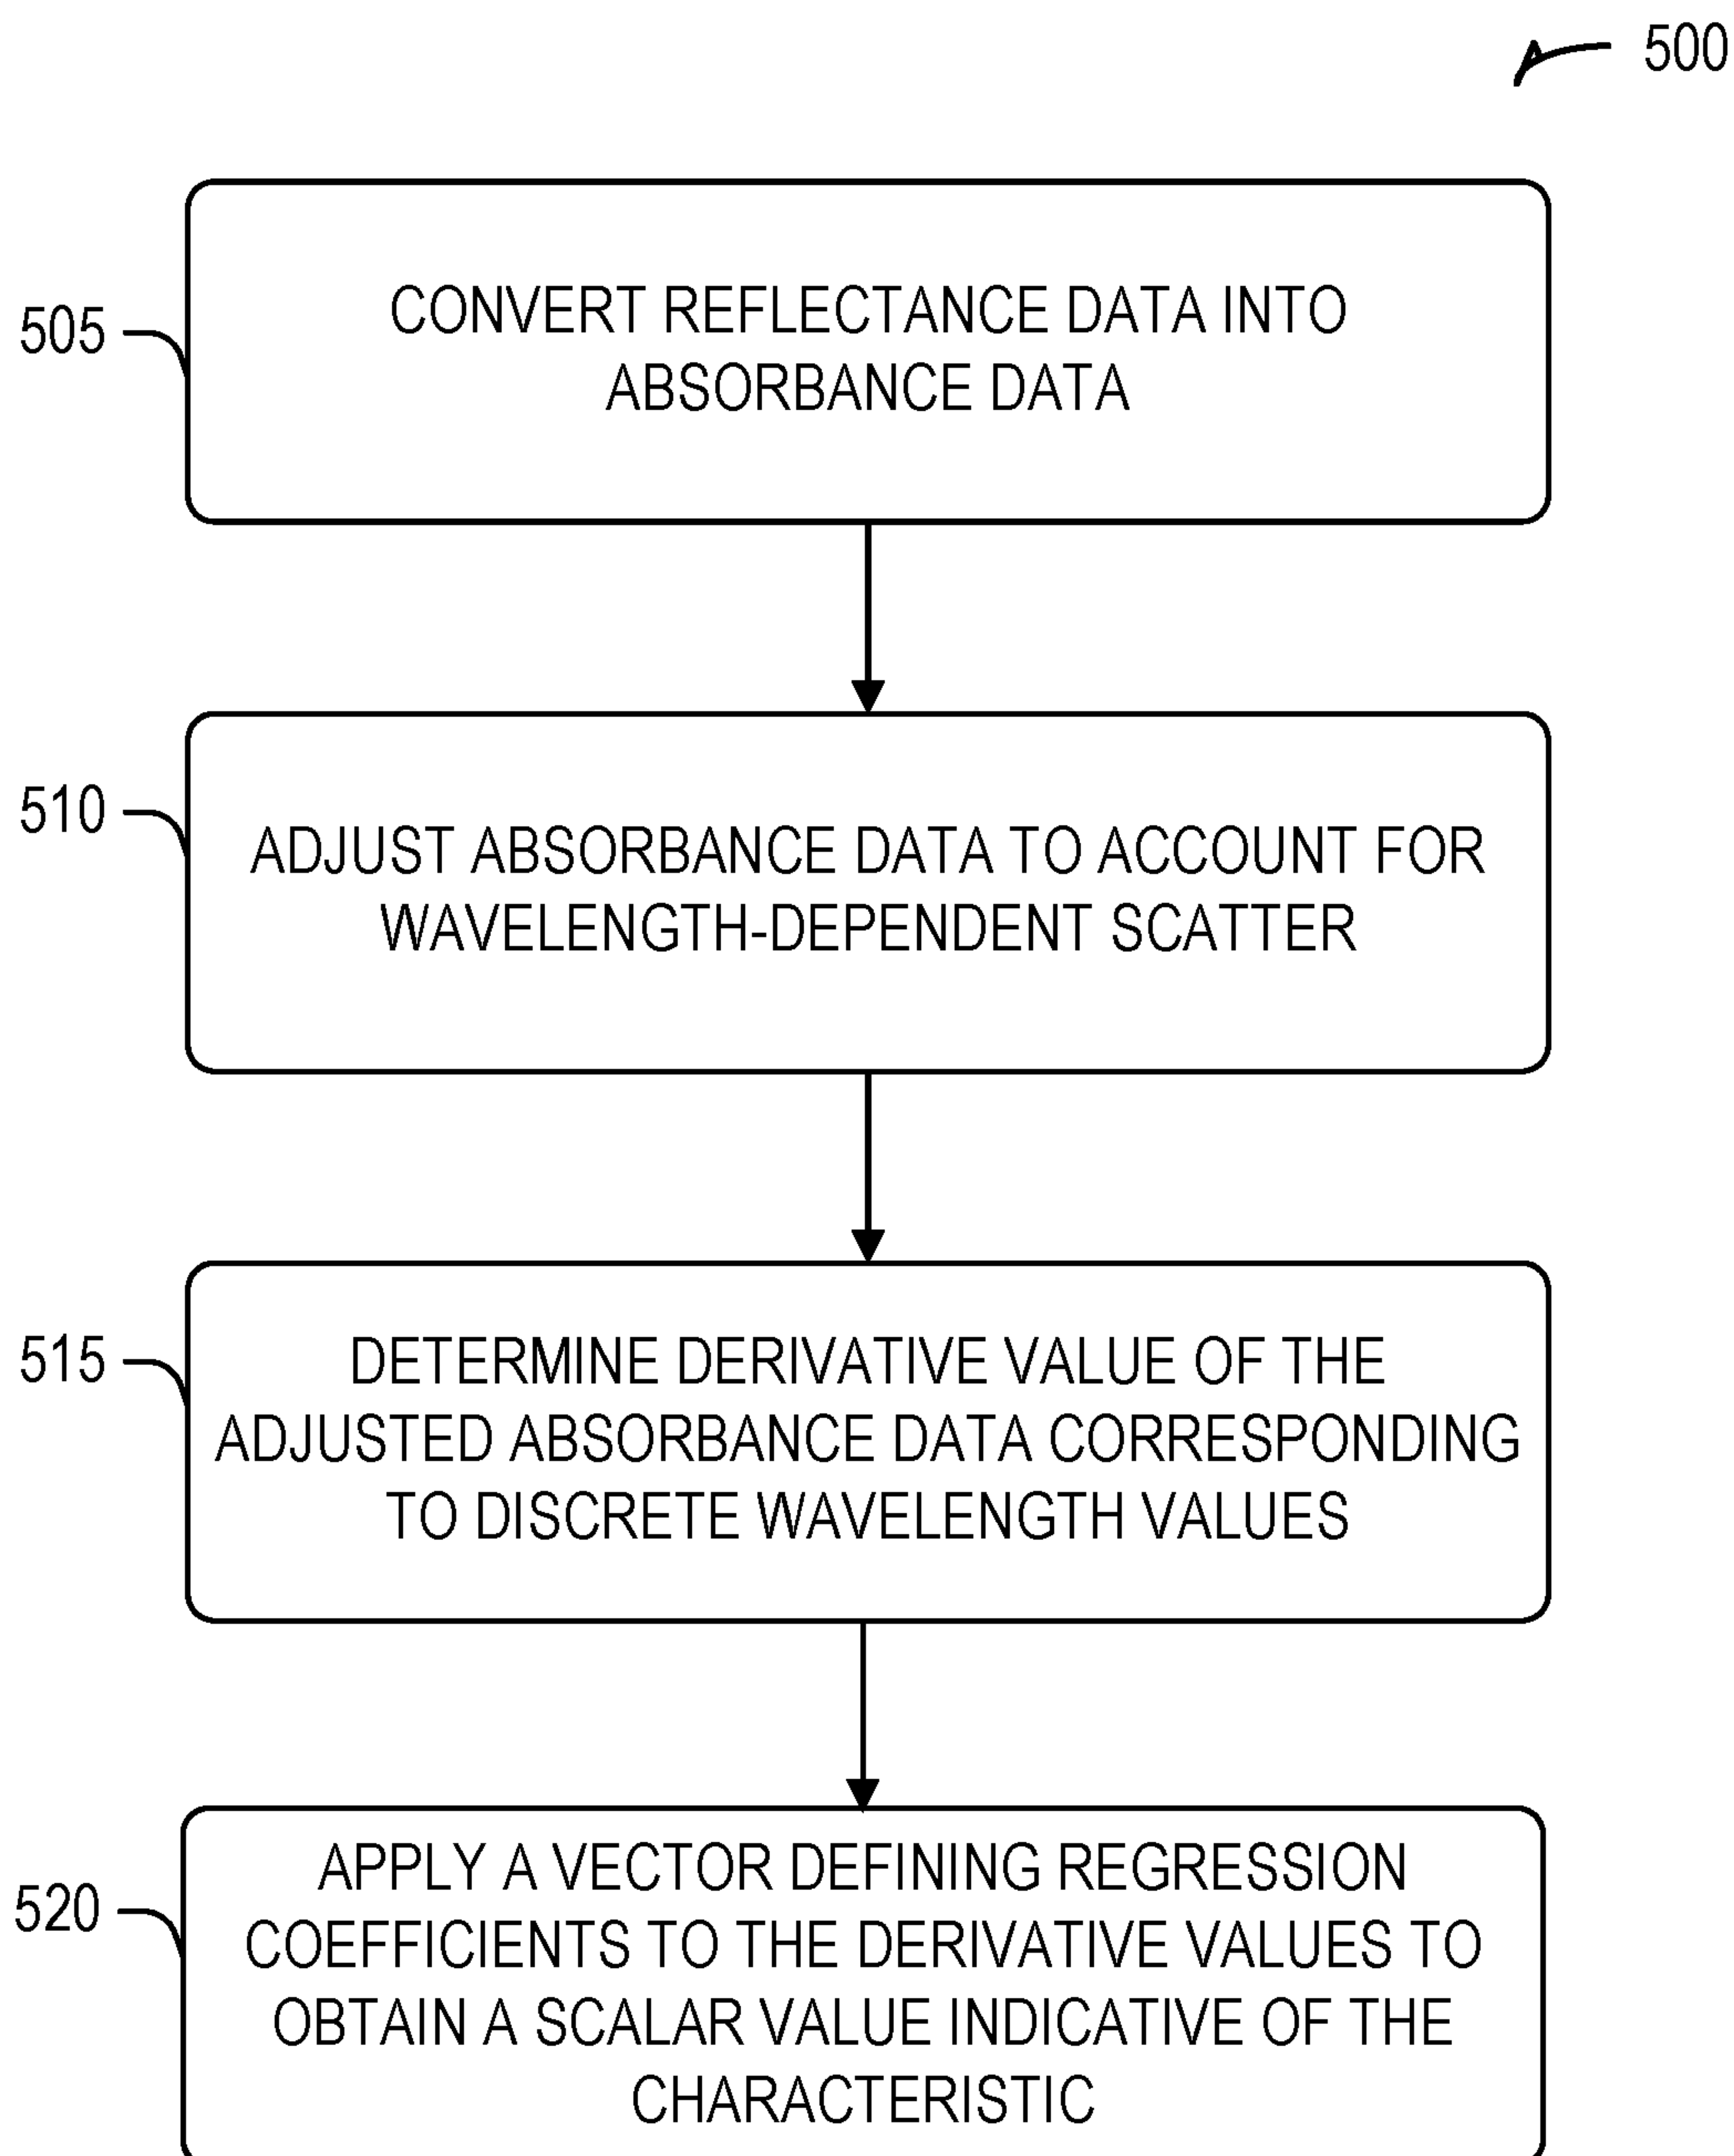 500
505
CONVERT REFLECTANCE DATA INTO
ABSORBANCE DATA
510
ADJUST ABSORBANCE DATA TO ACCOUNT FOR
WAVELENGTH-DEPENDENT SCATTER
515
DETERMINE DERIVATIVE VALUE OF THE
ADJUSTED ABSORBANCE DATA CORRESPONDING
TO DISCRETE WAVELENGTH VALUES
520
APPLY A VECTOR DEFINING REGRESSION
COEFFICIENTS TO THE DERIVATIVE VALUES TO
OBTAIN A SCALAR VALUE INDICATIVE OF THE
CHARACTERISTIC